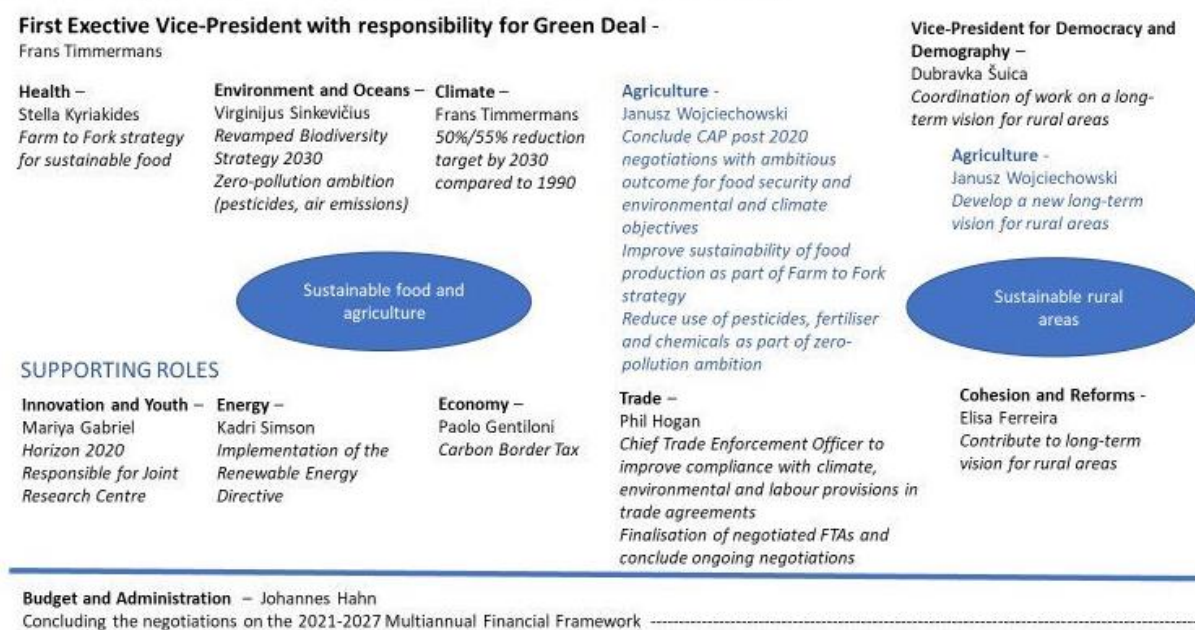 First Exective Vice-President with responsibility for Green Deal -
Frans Timmermans
Health –
Stella Kyriakides
Farm to Fork strategy
for sustainable food
Environment and Oceans –
Virginijus Sinkevičius
Revamped Biodiversity
Strategy 2030
Zero-pollution ambition
(pesticides, air emissions)
Climate –
Frans Timmermans
50%/55% reduction
target by 2030
compared to 1990
Agriculture -
Janusz Wojciechowski
Conclude CAP post 2020
negotiations with ambitious
outcome for food security and
environmental and climate
objectives
Improve sustainability of food
production as part of Farm to Fork
strategy
Reduce use of pesticides, fertiliser
and chemicals as part of zero-
pollution ambition
Vice-President for Democracy and
Demography –
Dubravka Šuica
Coordination of work on a long-
term vision for rural areas
Agriculture -
Janusz Wojciechowski
Develop a new long-term
vision for rural areas
Sustainable food and
agriculture
Sustainable rural
areas
SUPPORTING ROLES
Innovation and Youth –
Mariya Gabriel
Horizon 2020
Responsible for Joint
Research Centre
Energy –
Kadri Simson
Implementation of the
Renewable Energy
Directive
Economy –
Paolo Gentiloni
Carbon Border Tax
Trade –
Phil Hogan
Chief Trade Enforcement Officer to
improve compliance with climate,
environmental and labour provisions in
trade agreements
Finalisation of negotiated FTAs and
conclude ongoing negotiations
Cohesion and Reforms -
Elisa Ferreira
Contribute to long-term
vision for rural areas
Budget and Administration – Johannes Hahn
Concluding the negotiations on the 2021-2027 Multiannual Financial Framework